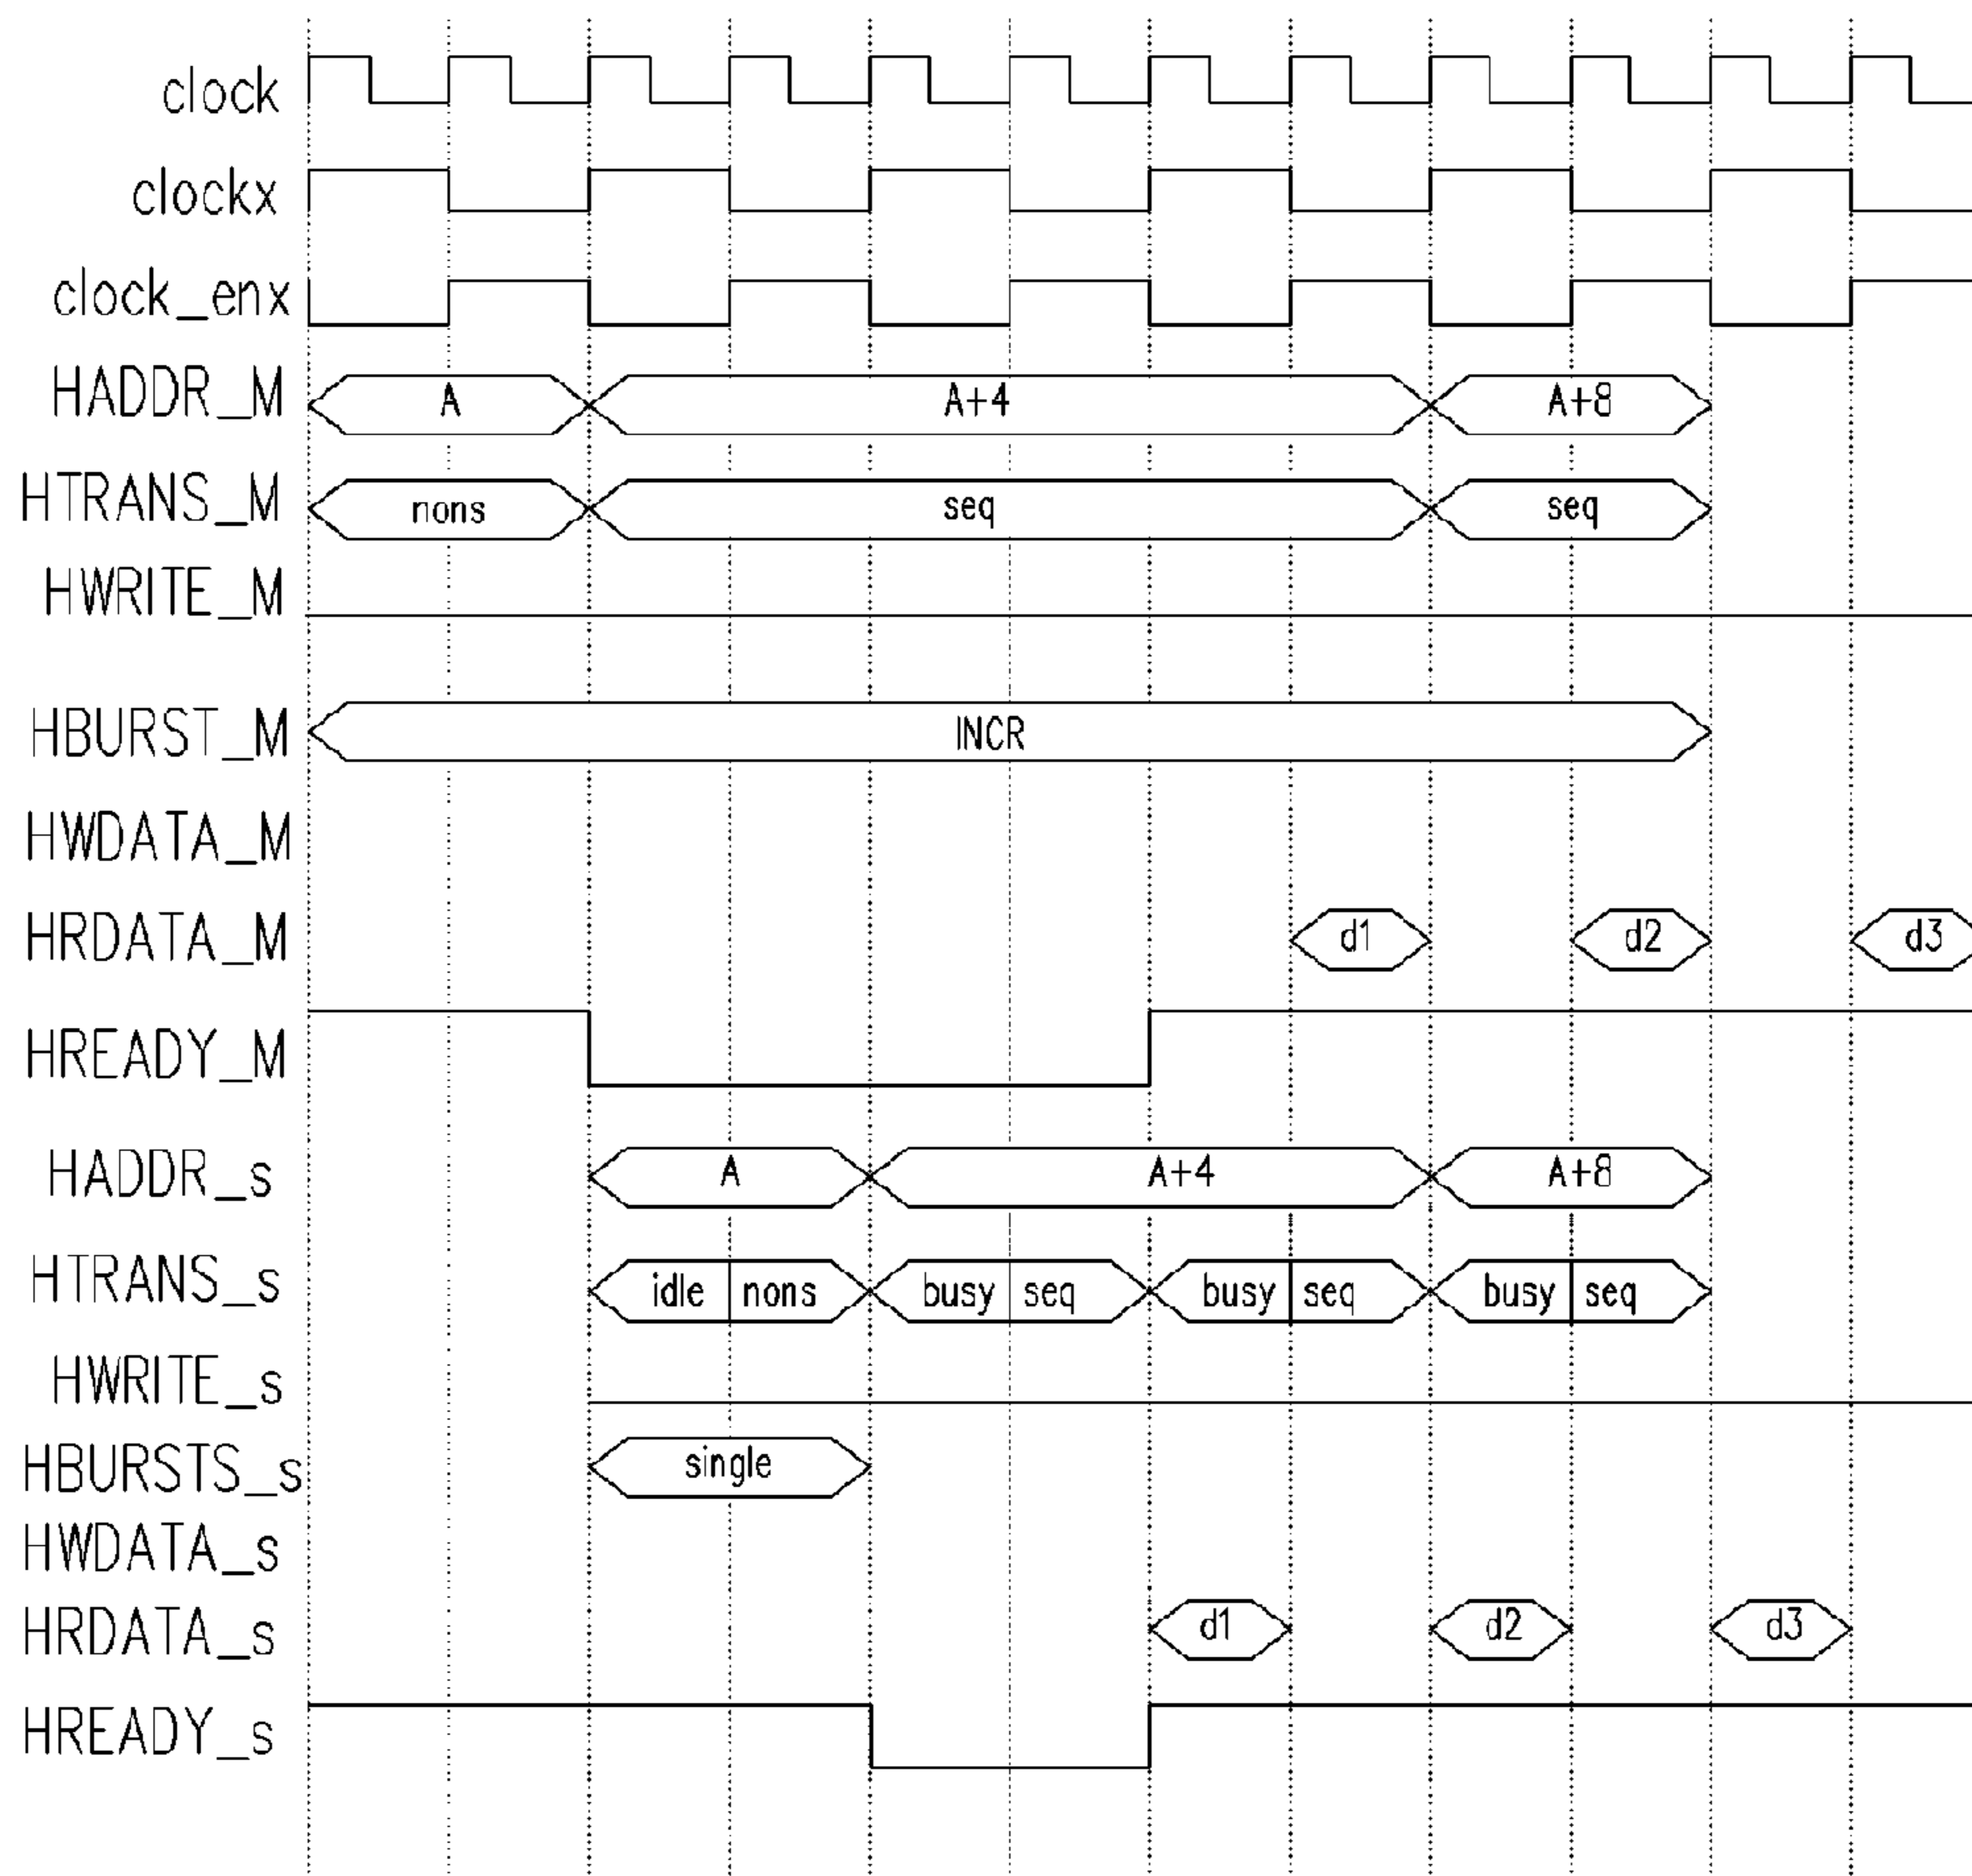 clock
clockx
clock_enx
HADDR_M A A+4 A+8
HTRANS_M nons seq seq
HWRITE_M
HBURST_M INCR
HWDATA_M
HRDATA_M d1 d2 d3
HREADY_M
HADDR_s A A+4 A+8
HTRANS_s idle nons busy seq busy seq busy seq
HWRITE_s
HBURSTS_s single
HWDATA_s
HRDATA_s d1 d2 d3
HREADY_s